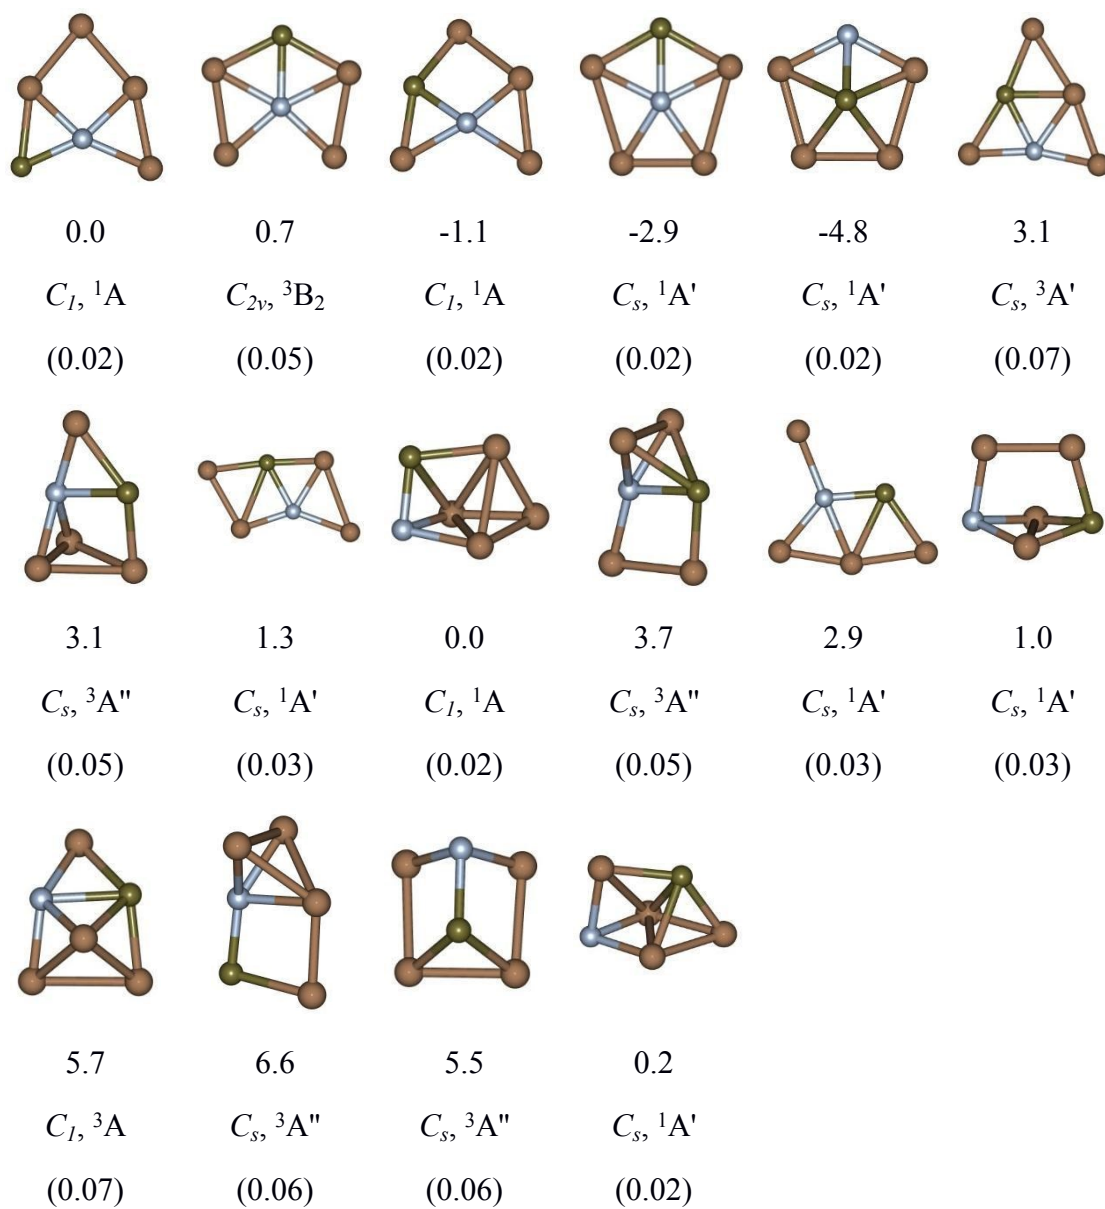 0.0 0.7 -1.1 -2.9 -4.8 3.1
C1, ¹A C2v, ³B2 C1, ¹A Cs, ¹A' Cs, ¹A' Cs, ³A'
(0.02) (0.05) (0.02) (0.02) (0.02) (0.07)
3.1 1.3 0.0 3.7 2.9 1.0
Cs, ³A" Cs, ¹A' C1, ¹A Cs, ³A" Cs, ¹A' Cs, ¹A'
(0.05) (0.03) (0.02) (0.05) (0.03) (0.03)
5.7 6.6 5.5 0.2
C1, ³A Cs, ³A" Cs, ³A" Cs, ¹A'
(0.07) (0.06) (0.06) (0.02)